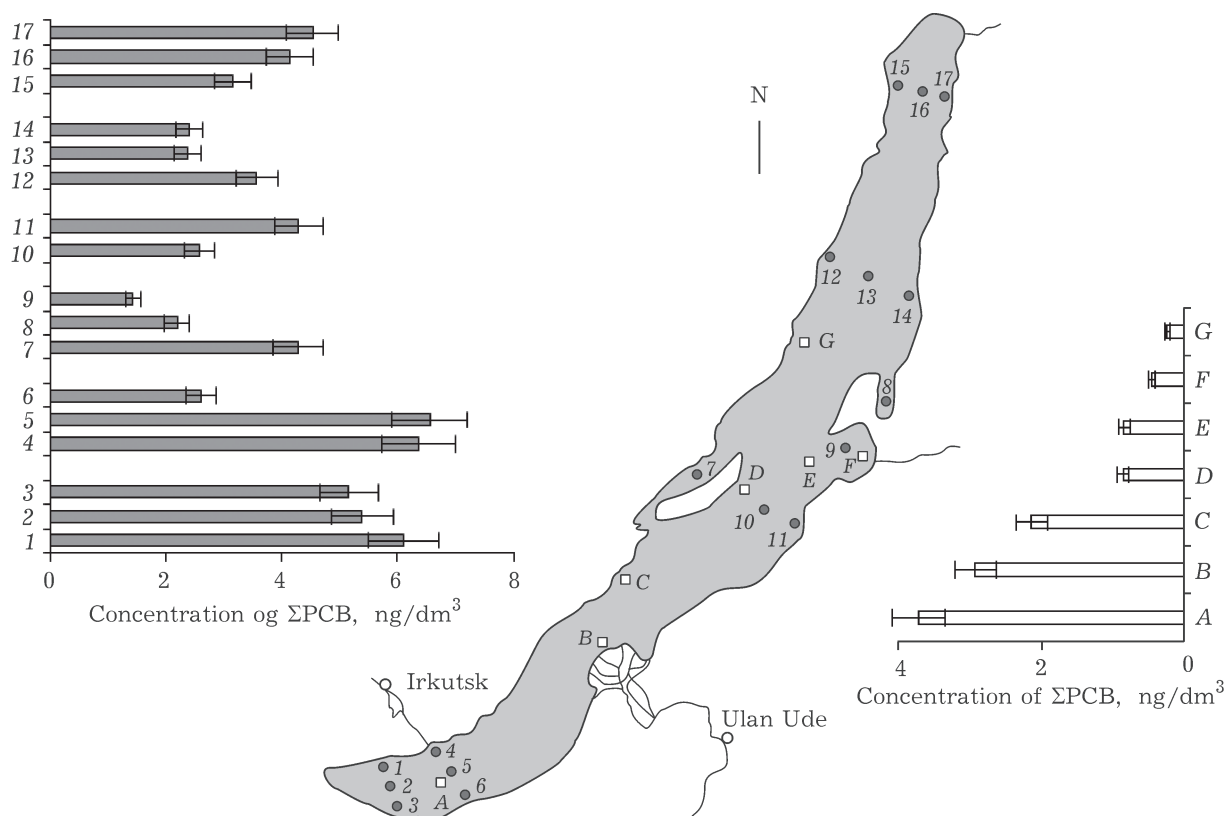 17
16
15
14
13
12
11
10
9
8
7
6
5
4
3
2
1
0 2 4 6 8
Concentration og ΣPCB, ng/dm³
N
15
17
16
12
13
14
G
8
9
F
E
D
7
10
11
C
B
Irkutsk
Ulan Ude
4
1
5
2
6
A
3
G
F
E
D
C
B
A
4 2 0
Concentration of ΣPCB, ng/dm³